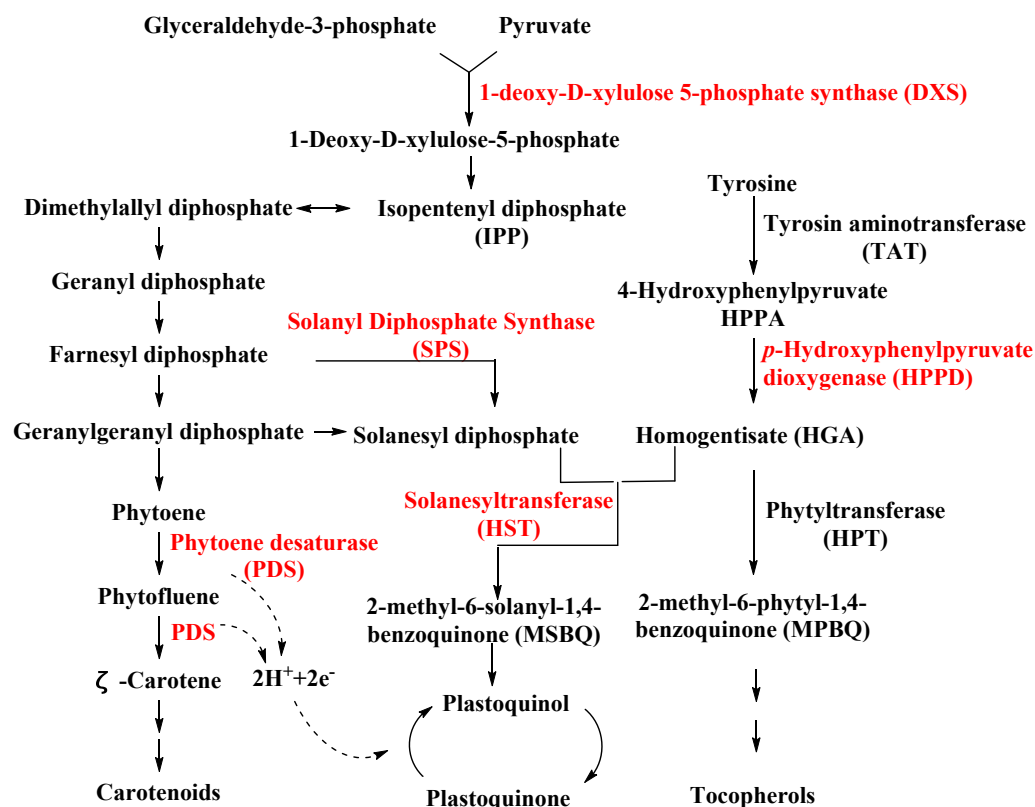 Glyceraldehyde-3-phosphate
Pyruvate
1-deoxy-D-xylulose 5-phosphate synthase (DXS)
1-Deoxy-D-xylulose-5-phosphate
Tyrosine
Dimethylallyl diphosphate
Isopentenyl diphosphate
(IPP)
Tyrosin aminotransferase
(TAT)
Geranyl diphosphate
4-Hydroxyphenylpyruvate
HPPA
Solanyl Diphosphate Synthase
(SPS)
Farnesyl diphosphate
p-Hydroxyphenylpyruvate
dioxygenase (HPPD)
Geranylgeranyl diphosphate
Solanesyl diphosphate
Homogentisate (HGA)
Phytoene
Solanesyltransferase
(HST)
Phytyltransferase
(HPT)
Phytoene desaturase
(PDS)
Phytofluene
2-methyl-6-solanyl-1,4-
benzoquinone (MSBQ)
2-methyl-6-phytyl-1,4-
benzoquinone (MPBQ)
PDS
ζ -Carotene
2H++2e-
Plastoquinol
Carotenoids
Plastoquinone
Tocopherols